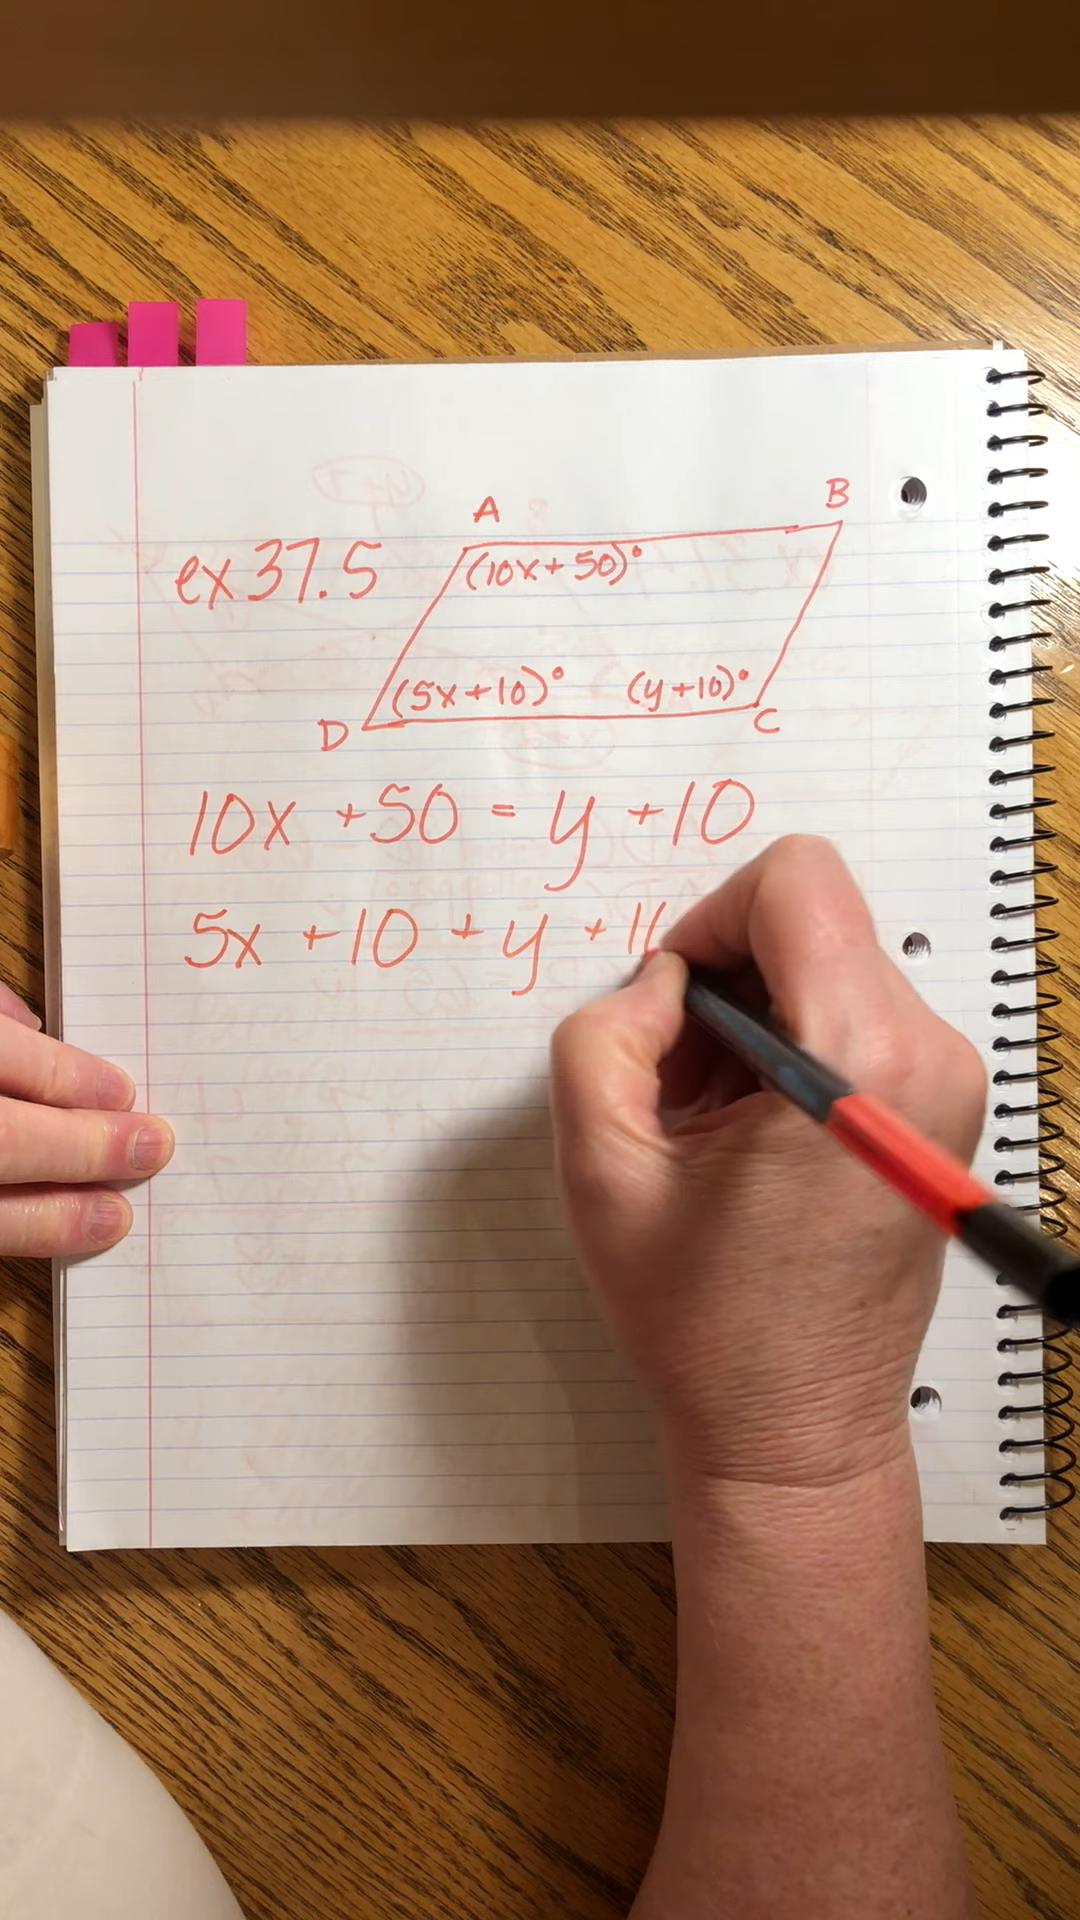 A
B
ex 37.5
(10x + 50)°
(5x + 10)°
(y + 10)°
D
C
10x + 50 = y + 10
5x + 10 + y + 1